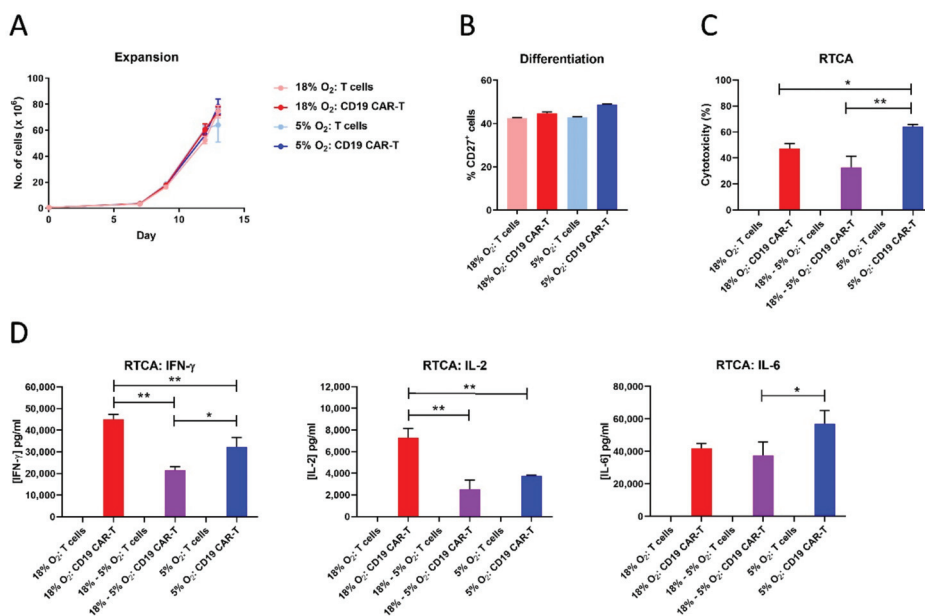 A
Expansion
No. of cells (x 10⁶)
100
80
60
40
20
0
0
5
10
15
Day
18% O₂: T cells
18% O₂: CD19 CAR-T
5% O₂: T cells
5% O₂: CD19 CAR-T
B
Differentiation
% CD27⁺ cells
60
40
20
0
18% O₂: T cells
18% O₂: CD19 CAR-T
5% O₂: T cells
5% O₂: CD19 CAR-T
C
RTCA
Cytotoxicity (%)
80
60
40
20
0
*
**
18% O₂: T cells
18% O₂: CD19 CAR-T
18% - 5% O₂: T cells
18% - 5% O₂: CD19 CAR-T
5% O₂: T cells
5% O₂: CD19 CAR-T
D
RTCA: IFN-γ
[IFN-γ] pg/ml
60,000
50,000
40,000
30,000
20,000
10,000
0
**
**
*
18% O₂: T cells
18% O₂: CD19 CAR-T
18% - 5% O₂: T cells
18% - 5% O₂: CD19 CAR-T
5% O₂: T cells
5% O₂: CD19 CAR-T
RTCA: IL-2
[IL-2] pg/ml
12,000
10,000
8,000
6,000
4,000
2,000
0
**
**
18% O₂: T cells
18% O₂: CD19 CAR-T
18% - 5% O₂: T cells
18% - 5% O₂: CD19 CAR-T
5% O₂: T cells
5% O₂: CD19 CAR-T
RTCA: IL-6
[IL-6] pg/ml
80,000
60,000
40,000
20,000
0
*
18% O₂: T cells
18% O₂: CD19 CAR-T
18% - 5% O₂: T cells
18% - 5% O₂: CD19 CAR-T
5% O₂: T cells
5% O₂: CD19 CAR-T